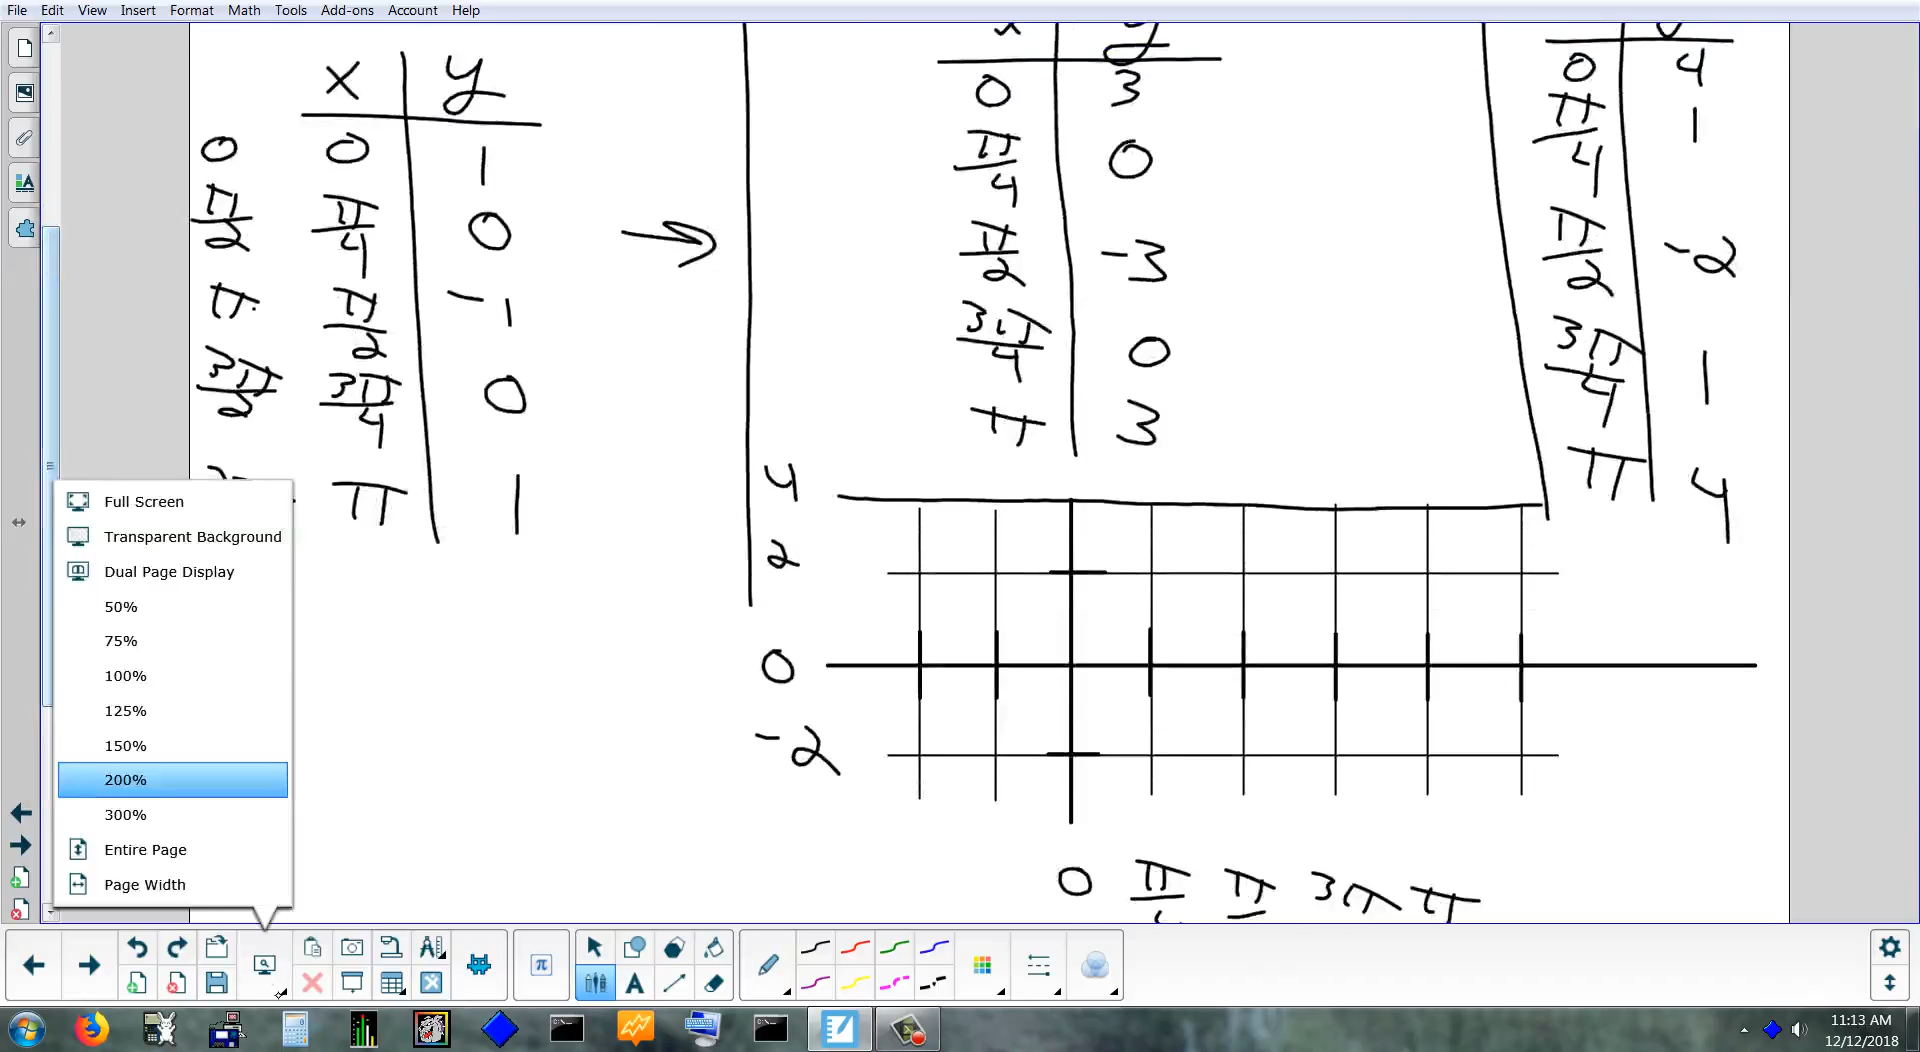 File Edit View Insert Format Math Tools Add-ons Account Help
x y
0 0 1
π/2 π/4 0
π π/2 -1
3π/2 3π/4 0
π 1
x y
0 3
π/4 0
π/2 -3
3π/4 0
π 3
0 4
π/4 1
π/2 -2
3π/4 1
π 4
4
2
0
-2
0 π π 3π π
Full Screen
Transparent Background
Dual Page Display
50%
75%
100%
125%
150%
200%
300%
Entire Page
Page Width
π
A
11:13 AM
12/12/2018